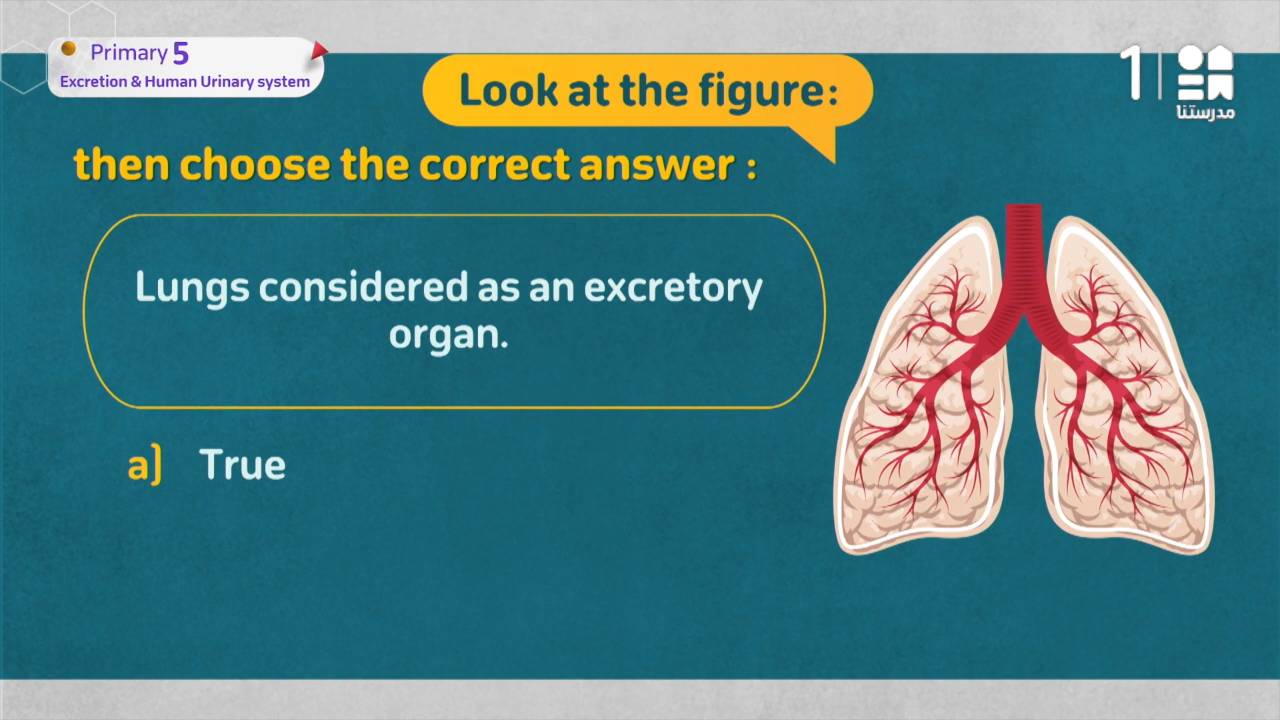 Primary 5
Excretion & Human Urinary system
Look at the figure:
1
مدرستنا
then choose the correct answer :
Lungs considered as an excretory
organ.
a) True